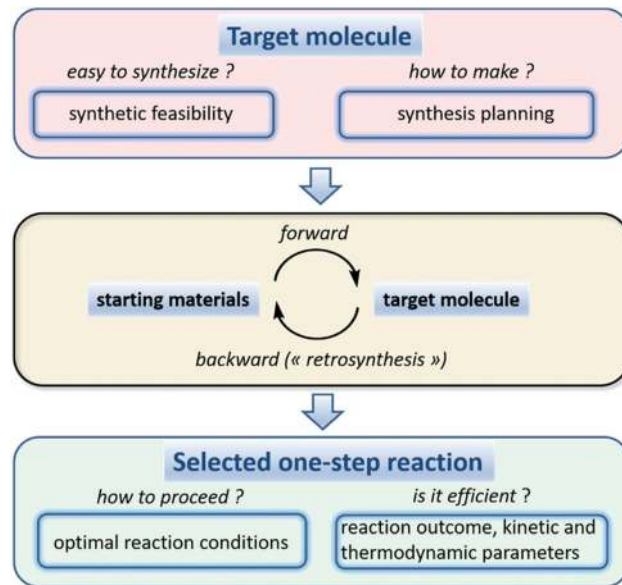 Target molecule
easy to synthesize ?
how to make ?
synthetic feasibility
synthesis planning
forward
starting materials
target molecule
backward (« retrosynthesis »)
Selected one-step reaction
how to proceed ?
is it efficient ?
optimal reaction conditions
reaction outcome, kinetic and
thermodynamic parameters